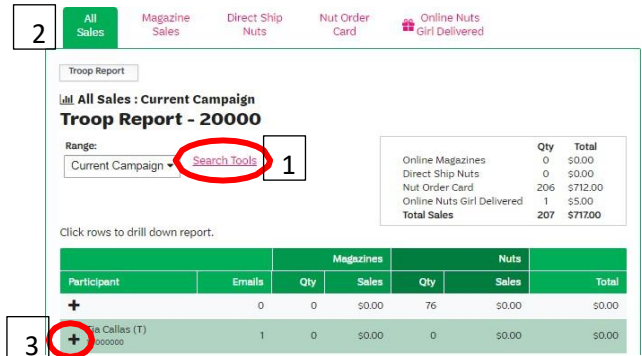 2
All Sales
Magazine Sales
Direct Ship Nuts
Nut Order Card
Online Nuts Girl Delivered
Troop Report
All Sales : Current Campaign
Troop Report - 20000
Range:
Current Campaign
Search Tools
1
Qty Total
Online Magazines 0 $0.00
Direct Ship Nuts 0 $0.00
Nut Order Card 206 $712.00
Online Nuts Girl Delivered 1 $5.00
Total Sales 207 $717.00
Click rows to drill down report.
Magazines Nuts
Participant Emails Qty Sales Qty Sales Total
+ 0 0 $0.00 76 $0.00 $0.00
Callas (T)
+ 1 0 $0.00 0 $0.00 $0.00
3